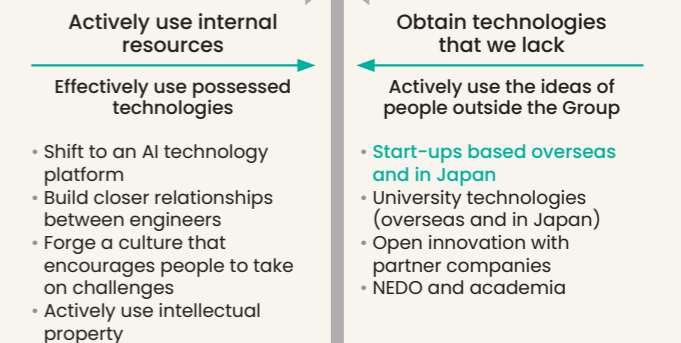 Actively use internal
resources
Effectively use possessed
technologies
• Shift to an AI technology
platform
• Build closer relationships
between engineers
• Forge a culture that
encourages people to take
on challenges
• Actively use intellectual
property
Obtain technologies
that we lack
Actively use the ideas of
people outside the Group
• Start-ups based overseas
and in Japan
• University technologies
(overseas and in Japan)
• Open innovation with
partner companies
• NEDO and academia